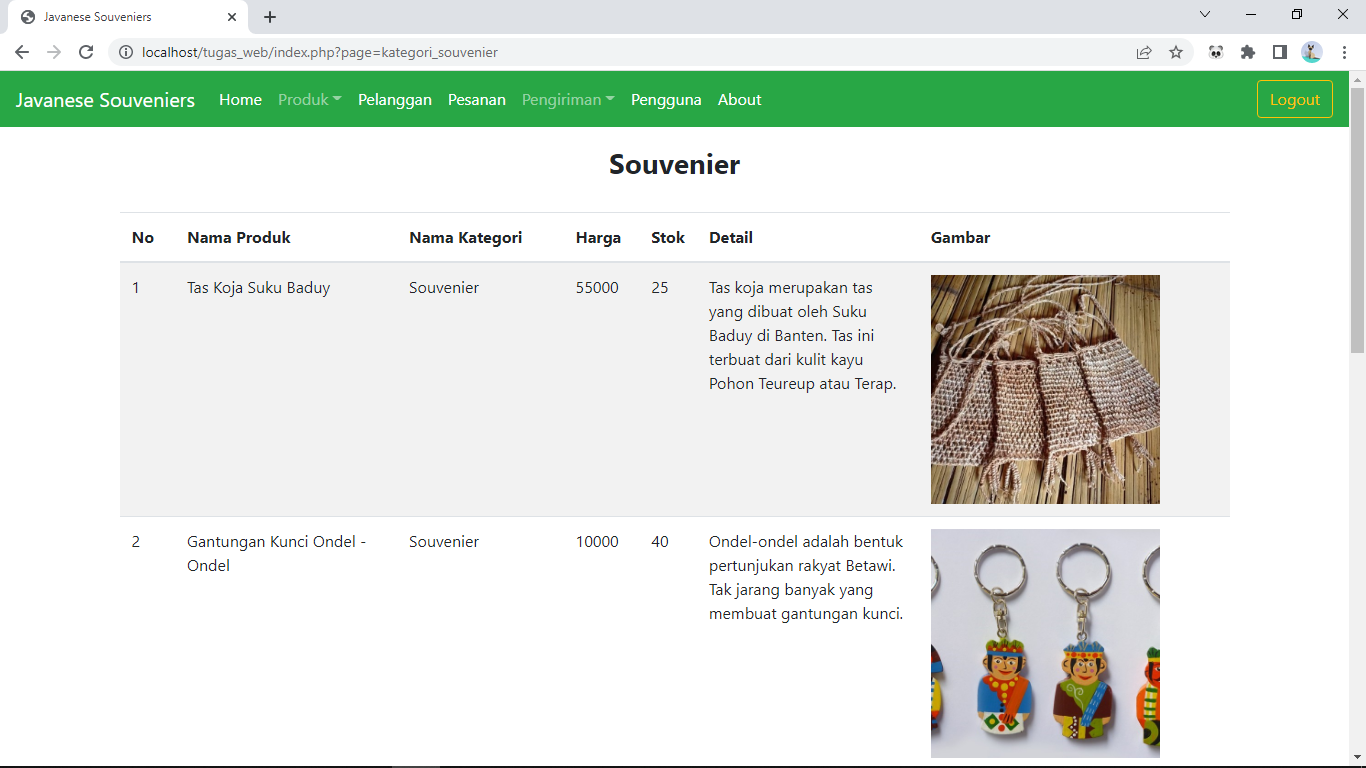 Javanese Souveniers
localhost/tugas_web/index.php?page=kategori_souvenier
Javanese Souveniers Home Produk Pelanggan Pesanan Pengiriman Pengguna About Logout
Souvenier
No Nama Produk Nama Kategori Harga Stok Detail Gambar
1 Tas Koja Suku Baduy Souvenier 55000 25 Tas koja merupakan tas
yang dibuat oleh Suku
Baduy di Banten. Tas ini
terbuat dari kulit kayu
Pohon Teureup atau Terap.
2 Gantungan Kunci Ondel - Souvenier 10000 40 Ondel-ondel adalah bentuk
Ondel pertunjukan rakyat Betawi.
Tak jarang banyak yang
membuat gantungan kunci.